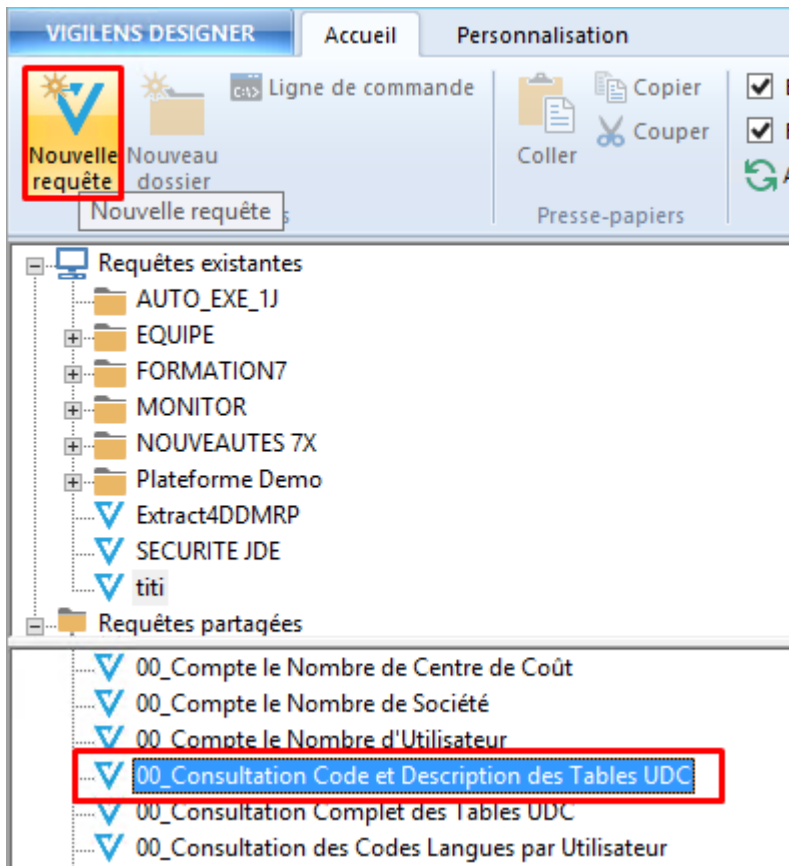 VIGILENS DESIGNER Accueil Personnalisation
Nouvelle requête
Nouveau dossier
Ligne de commande
Coller
Copier
Couper
Nouvelle requête
Presse-papiers
Requêtes existantes
AUTO_EXE_1J
EQUIPE
FORMATION7
MONITOR
NOUVEAUTES 7X
Plateforme Demo
Extract4DDMRP
SECURITE JDE
titi
Requêtes partagées
00_Compte le Nombre de Centre de Coût
00_Compte le Nombre de Société
00_Compte le Nombre d'Utilisateur
00_Consultation Code et Description des Tables UDC
00_Consultation Complet des Tables UDC
00_Consultation des Codes Langues par Utilisateur